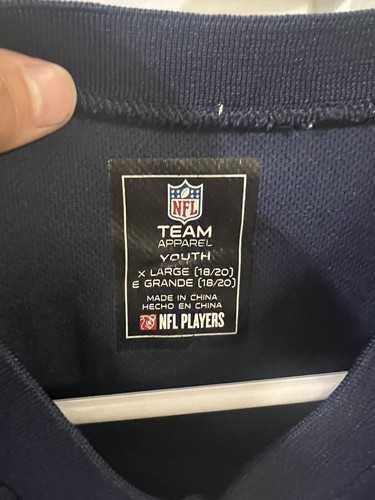 NFL
TEAM
APPAREL
YOUTH
X LARGE (18/20)
E GRANDE (18/20)
MADE IN CHINA
HECHO EN CHINA
NFL PLAYERS